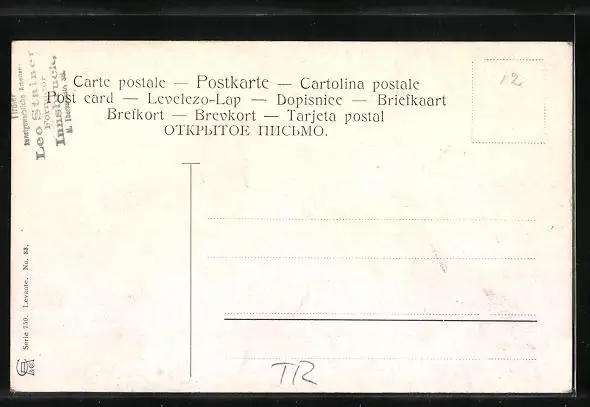 Carte postale — Postkarte — Cartolina postale
Post card — Levelezo-Lap — Dopisnice — Briefkaart
Brefkort — Brevkort — Tarjeta postal
ОТКРЫТОЕ ПИСЬМО.
12
Leo Stainer
Innsbruck,
Serie 750. Levante. No. 83.
TR